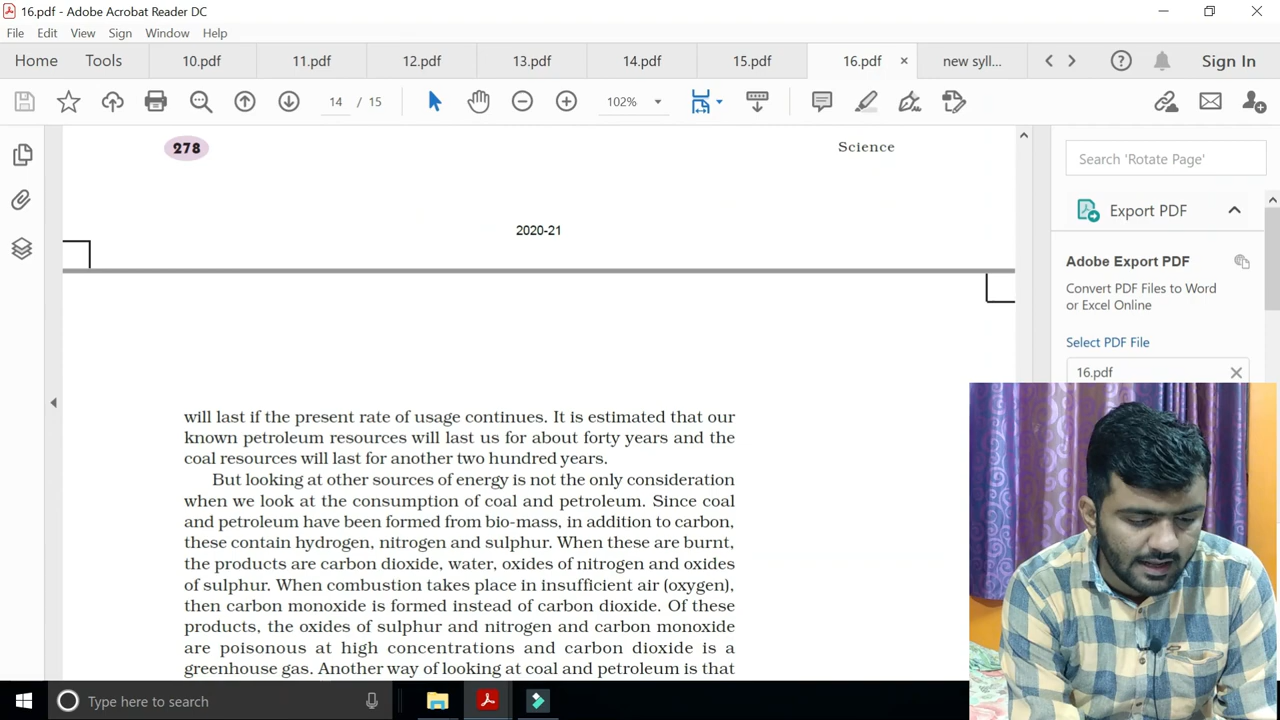 16.pdf - Adobe Acrobat Reader DC
File Edit View Sign Window Help
Home Tools 10.pdf 11.pdf 12.pdf 13.pdf 14.pdf 15.pdf 16.pdf × new syll... Sign In
14 / 15 102%
278
Science
2020-21
will last if the present rate of usage continues. It is estimated that our
known petroleum resources will last us for about forty years and the
coal resources will last for another two hundred years.
But looking at other sources of energy is not the only consideration
when we look at the consumption of coal and petroleum. Since coal
and petroleum have been formed from bio-mass, in addition to carbon,
these contain hydrogen, nitrogen and sulphur. When these are burnt,
the products are carbon dioxide, water, oxides of nitrogen and oxides
of sulphur. When combustion takes place in insufficient air (oxygen),
then carbon monoxide is formed instead of carbon dioxide. Of these
products, the oxides of sulphur and nitrogen and carbon monoxide
are poisonous at high concentrations and carbon dioxide is a
greenhouse gas. Another way of looking at coal and petroleum is that
Search 'Rotate Page'
Export PDF
Adobe Export PDF
Convert PDF Files to Word
or Excel Online
Select PDF File
16.pdf
Type here to search